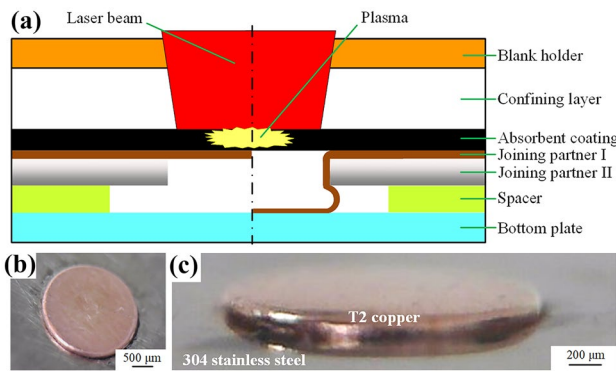 (a)
Laser beam
Plasma
Blank holder
Confining layer
Absorbent coating
Joining partner I
Joining partner II
Spacer
Bottom plate
(b)
500 μm
(c)
T2 copper
304 stainless steel
200 μm